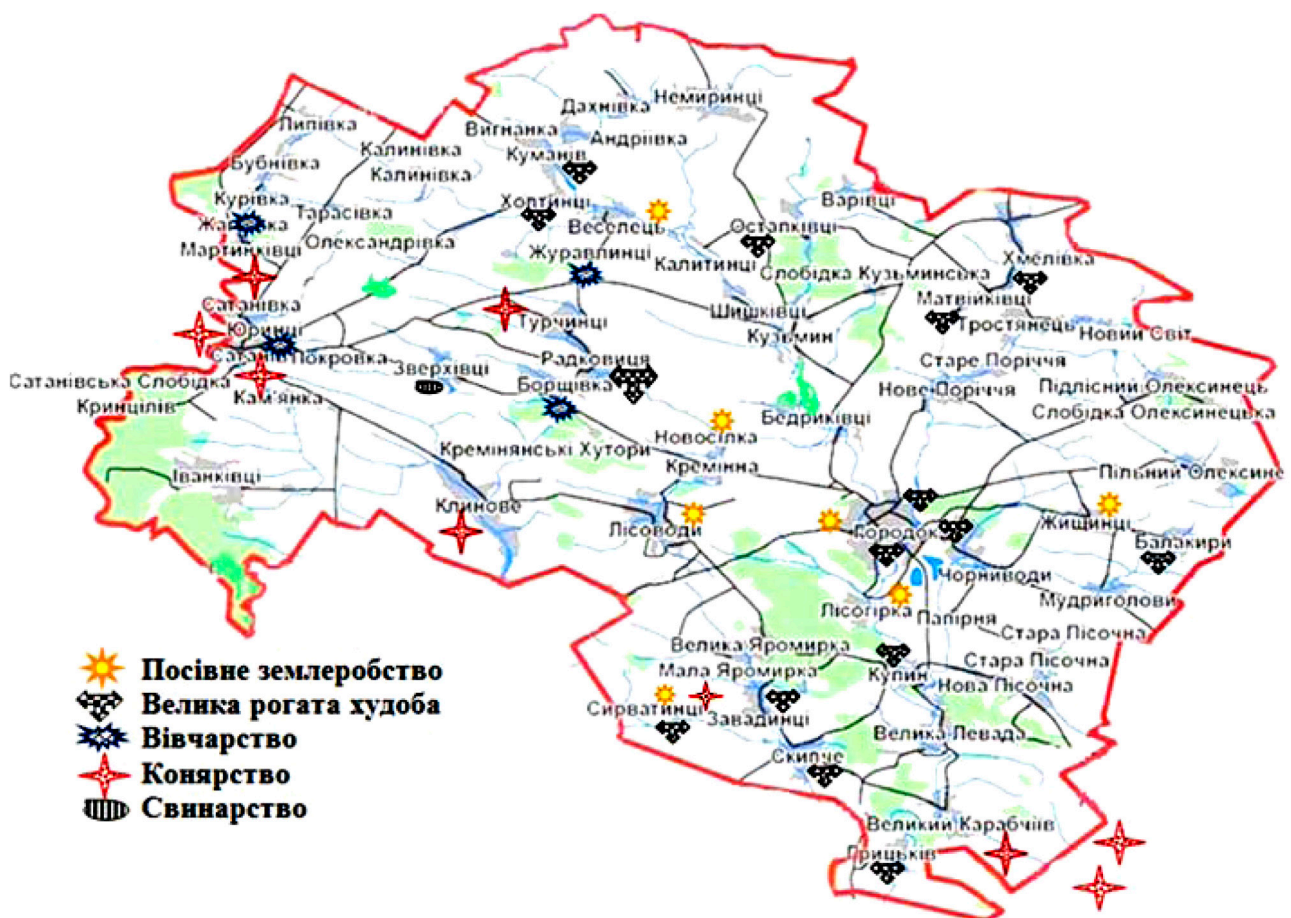 Дахнівка
Немиринці
Липівка
Вигнанка
Андріївка
Калинівка
Куманів
Бубнівка
Калинівка
Курівка
Тарасівка
Хоптинці
Варівці
Веселець
Остапківці
Мартинківці
Олександрівка
Журавлинці
Калитинці
Слобідка Кузьминська
Хмелівка
Матвійківці
Сатанівка
Шишківці
Турчинці
Тростянець
Новий Світ
Юринці
Кузьмин
Сатанів
Покровка
Радковиця
Старе Поріччя
Зверхівці
Сатанівська Слобідка
Борщівка
Нове Поріччя
Підлісний Олексинець
Кам'янка
Кринцілів
Бедриківці
Слобідка Олексинецька
Новосілка
Кремінянські Хутори
Кремінна
Іванківці
Пільний Олексине
Клинове
Лісоводи
Городок
Жищинці
Балакири
Чорниводи
Мудриголови
Лісогірка
Папірня
Стара Пісочна
Велика Яромирка
Стара Пісочна
Мала Яромирка
Купин
Нова Пісочна
Сирватинці
Завадинці
Велика Левада
Скипче
Великий Карабчіїв
Грицьків
Посівне землеробство
Велика рогата худоба
Вівчарство
Конярство
Свинарство